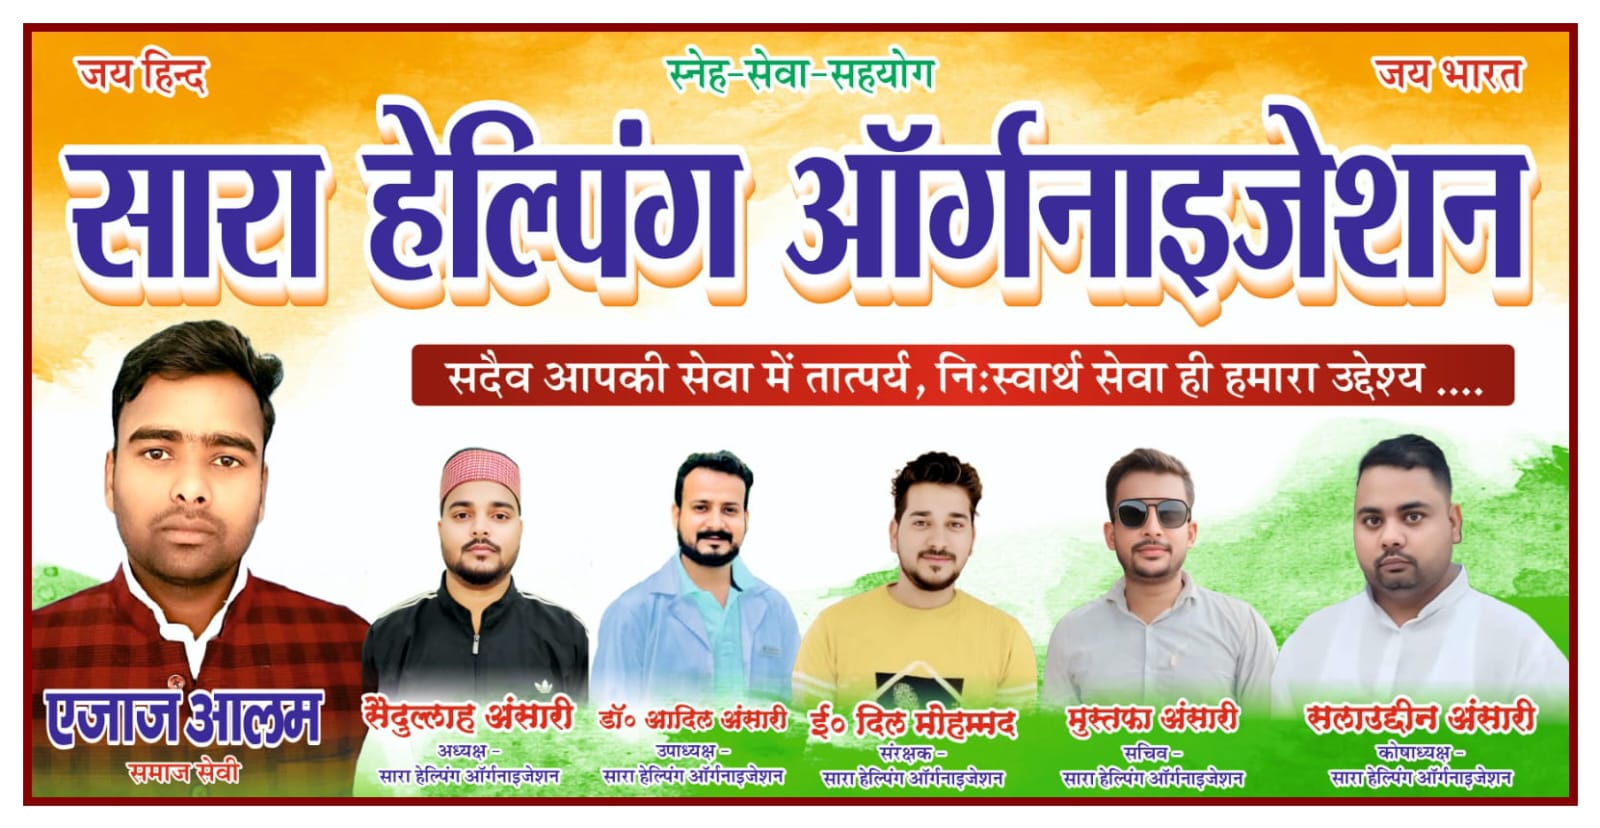 जय हिन्द
स्नेह-सेवा-सहयोग
जय भारत
सारा हेल्पिंग ऑर्गनाइजेशन
सदैव आपकी सेवा में तात्पर्य, नि:स्वार्थ सेवा ही हमारा उद्देश्य ....
एजाज आलम
समाज सेवी
सैदुल्लाह अंसारी
अध्यक्ष -
सारा हेल्पिंग ऑर्गनाइजेशन
डॉ० आदिल अंसारी
उपाध्यक्ष -
सारा हेल्पिंग ऑर्गनाइजेशन
ई० दिल मोहम्मद
संरक्षक -
सारा हेल्पिंग ऑर्गनाइजेशन
मुस्तफा अंसारी
सचिव -
सारा हेल्पिंग ऑर्गनाइजेशन
सलाउद्दीन अंसारी
कोषाध्यक्ष -
सारा हेल्पिंग ऑर्गनाइजेशन